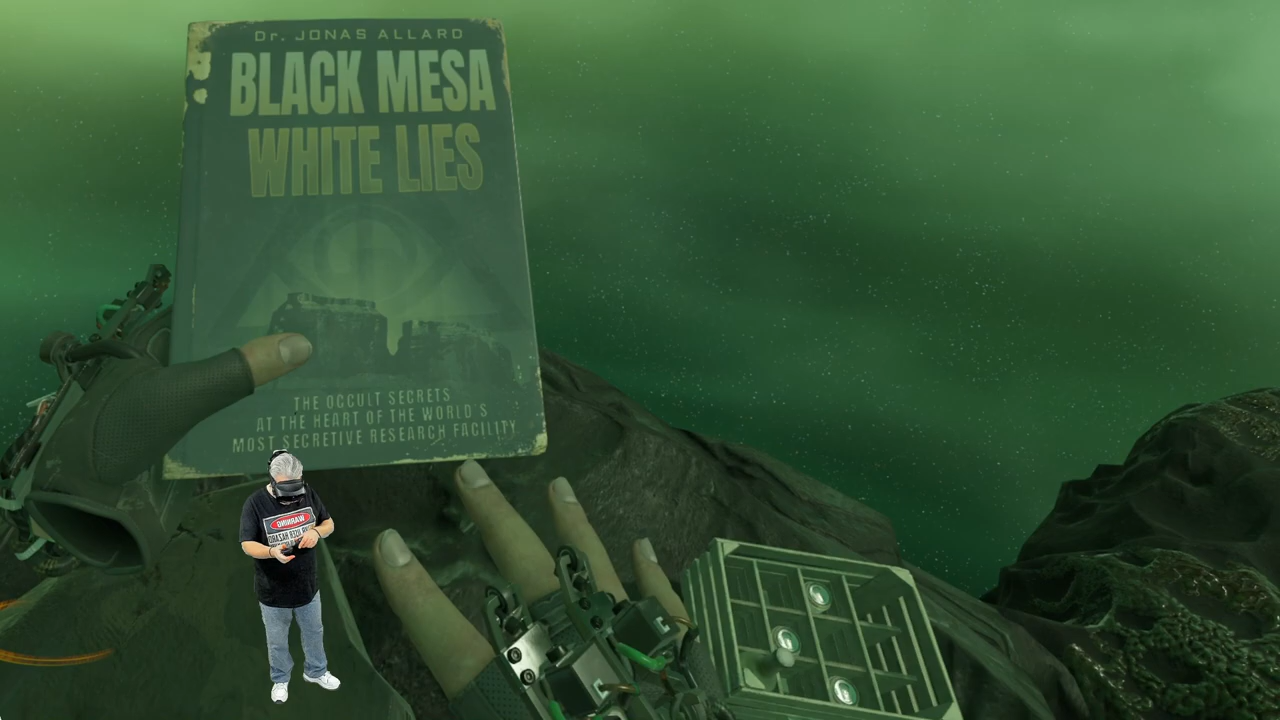 Dr. JONAS ALLARD
BLACK MESA
WHITE LIES
THE OCCULT SECRETS
AT THE HEART OF THE WORLD'S
MOST SECRETIVE RESEARCH FACILITY
WARNING